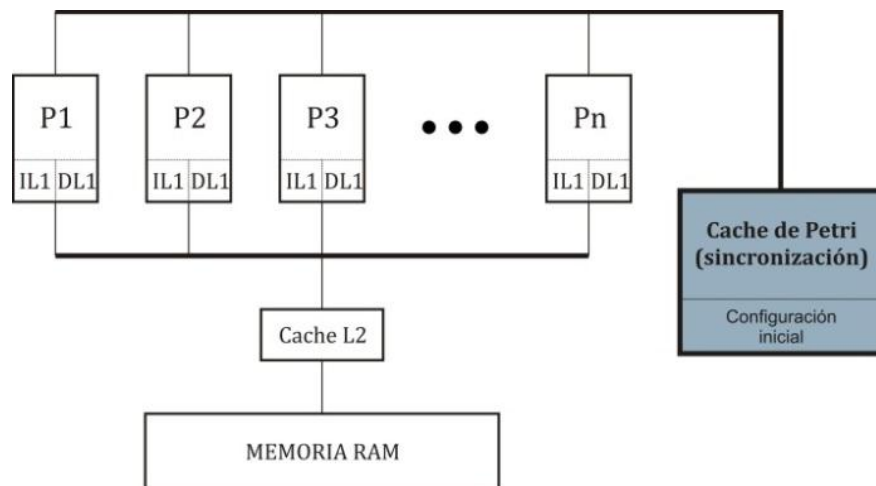 P1
P2
P3
Pn
IL1 DL1
IL1 DL1
IL1 DL1
IL1 DL1
Cache de Petri
(sincronización)
Configuración
inicial
Cache L2
MEMORIA RAM